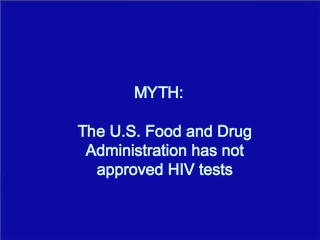 MYTH:
The U.S. Food and Drug
Administration has not
approved HIV tests